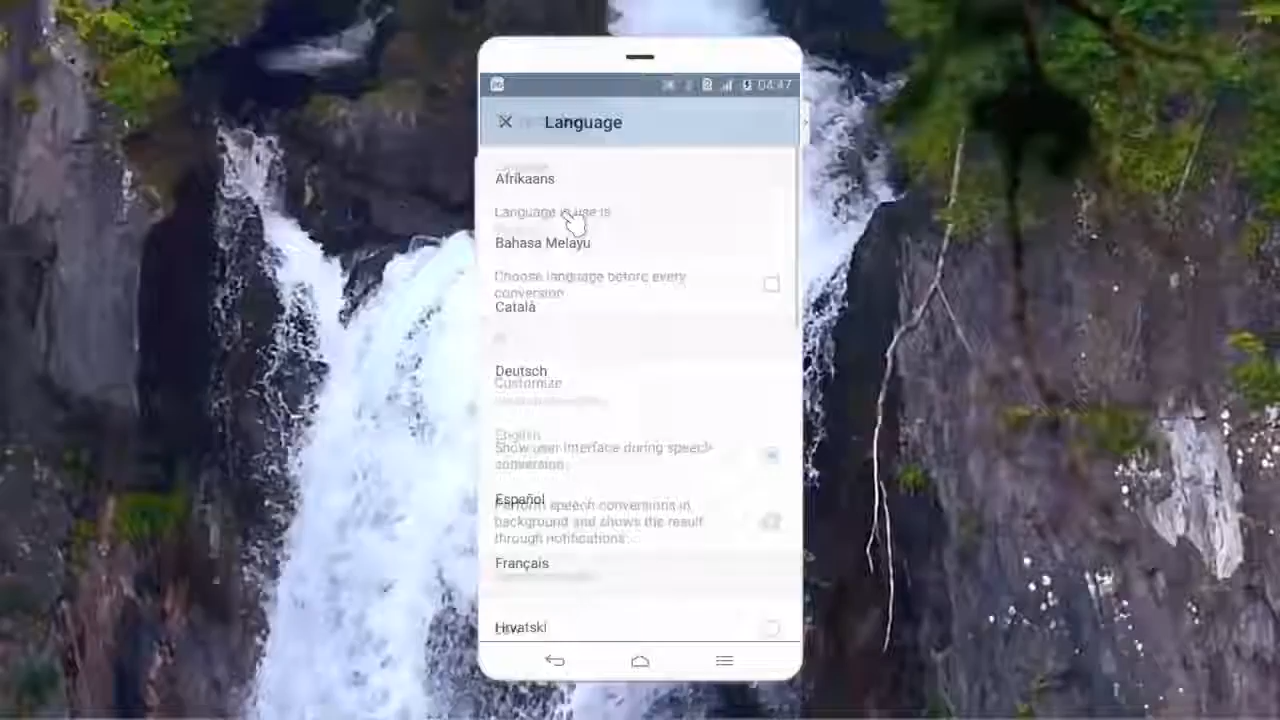 04:47
Language
Afrikaans
Language in use is
Bahasa Melayu
Choose language before every
conversion
Català
Deutsch
Customize
English
Show user interface during speech
conversion
Español
Perform speech conversions in
background and shows the result
through notifications
Français
Hrvatski